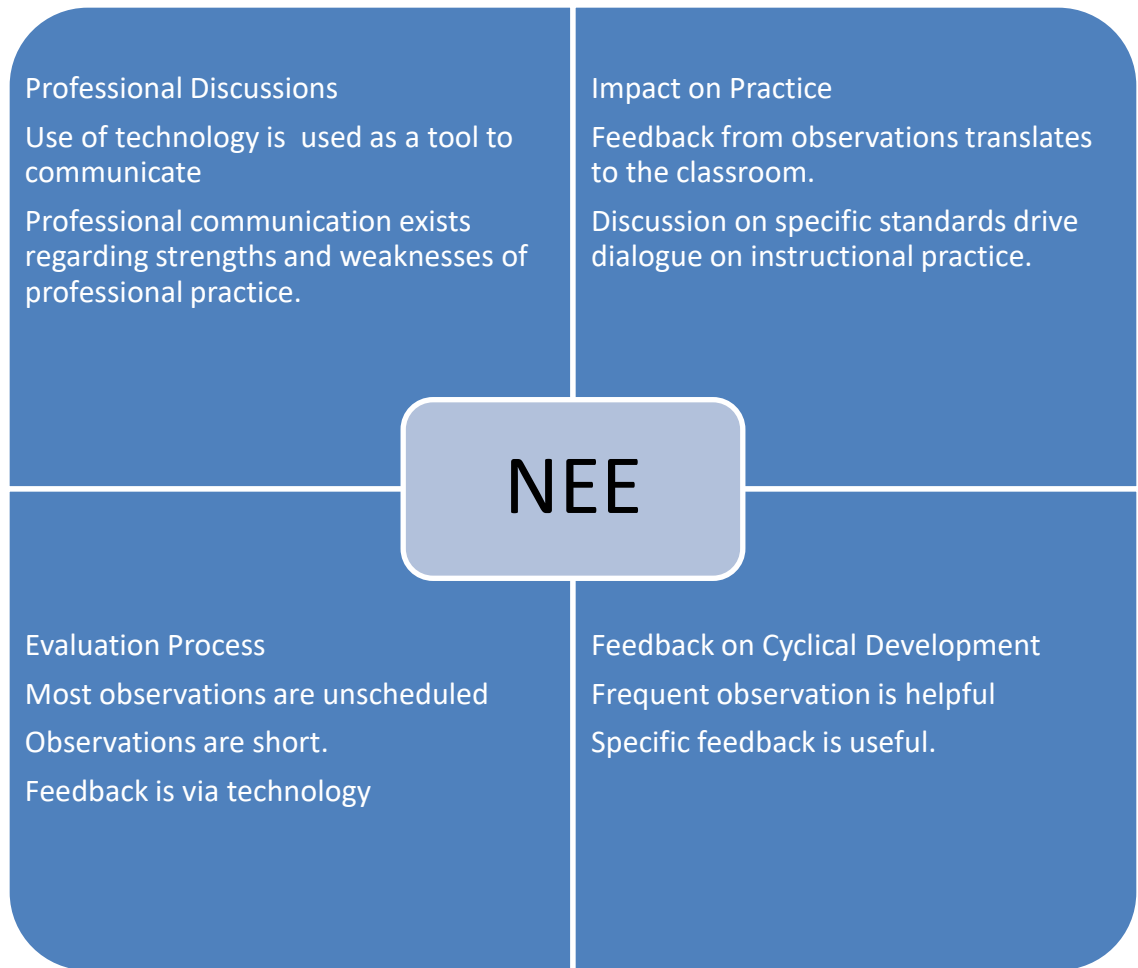 Professional Discussions
Use of technology is  used as a tool to
communicate
Professional communication exists
regarding strengths and weaknesses of
professional practice.
Impact on Practice
Feedback from observations translates
to the classroom.
Discussion on specific standards drive
dialogue on instructional practice.
NEE
Evaluation Process
Most observations are unscheduled
Observations are short.
Feedback is via technology
Feedback on Cyclical Development
Frequent observation is helpful
Specific feedback is useful.